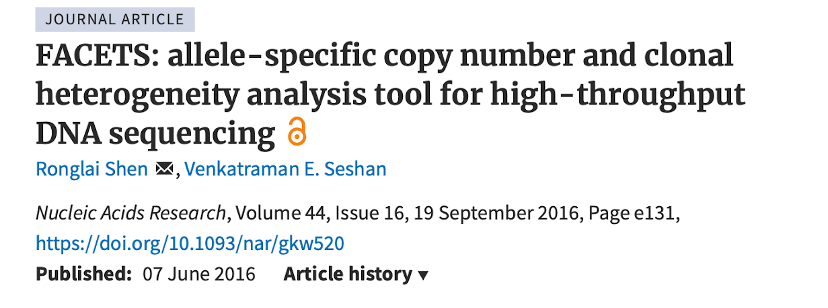 JOURNAL ARTICLE
FACETS: allele-specific copy number and clonal
heterogeneity analysis tool for high-throughput
DNA sequencing
Ronglai Shen, Venkatraman E. Seshan
Nucleic Acids Research, Volume 44, Issue 16, 19 September 2016, Page e131,
https://doi.org/10.1093/nar/gkw520
Published: 07 June 2016 Article history ▼